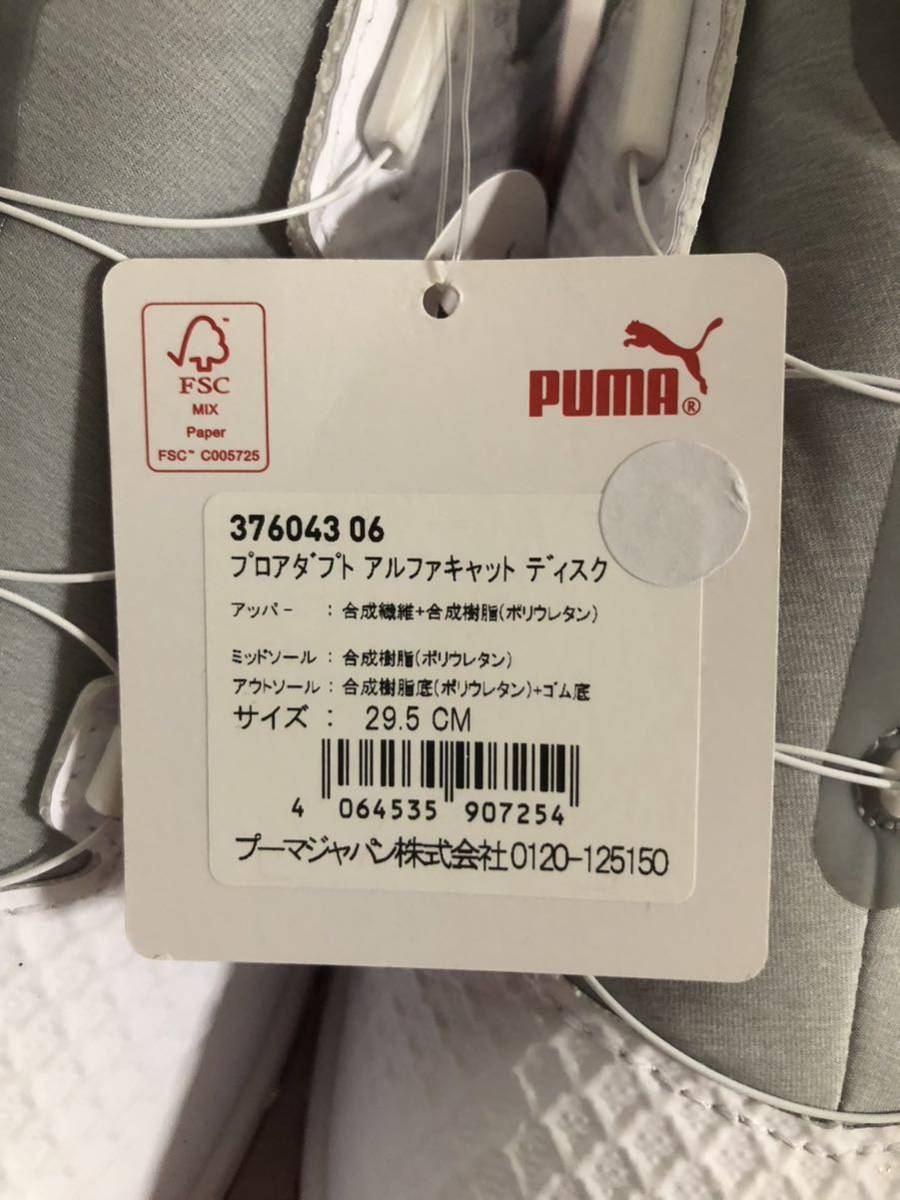 FSC
MIX
Paper
FSC™ C005725
PUMA®
376043 06
プロアダプト アルファキャット ディスク
アッパー : 合成繊維+合成樹脂(ポリウレタン)
ミッドソール : 合成樹脂(ポリウレタン)
アウトソール : 合成樹脂底(ポリウレタン)+ゴム底
サイズ : 29.5 CM
4 064535 907254
プーマジャパン株式会社0120-125150